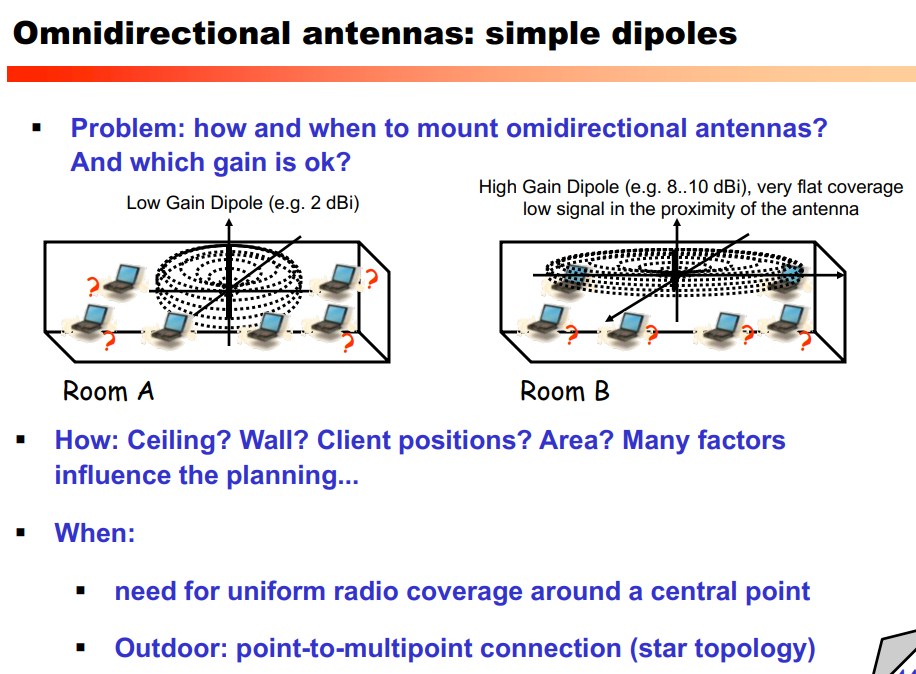 Omnidirectional antennas: simple dipoles
▪ Problem: how and when to mount omidirectional antennas?
And which gain is ok?
Low Gain Dipole (e.g. 2 dBi)
High Gain Dipole (e.g. 8..10 dBi), very flat coverage
low signal in the proximity of the antenna
? ?
? ?
? ? ? ?
Room A
Room B
▪ How: Ceiling? Wall? Client positions? Area? Many factors
influence the planning...
▪ When:
▪ need for uniform radio coverage around a central point
▪ Outdoor: point-to-multipoint connection (star topology)